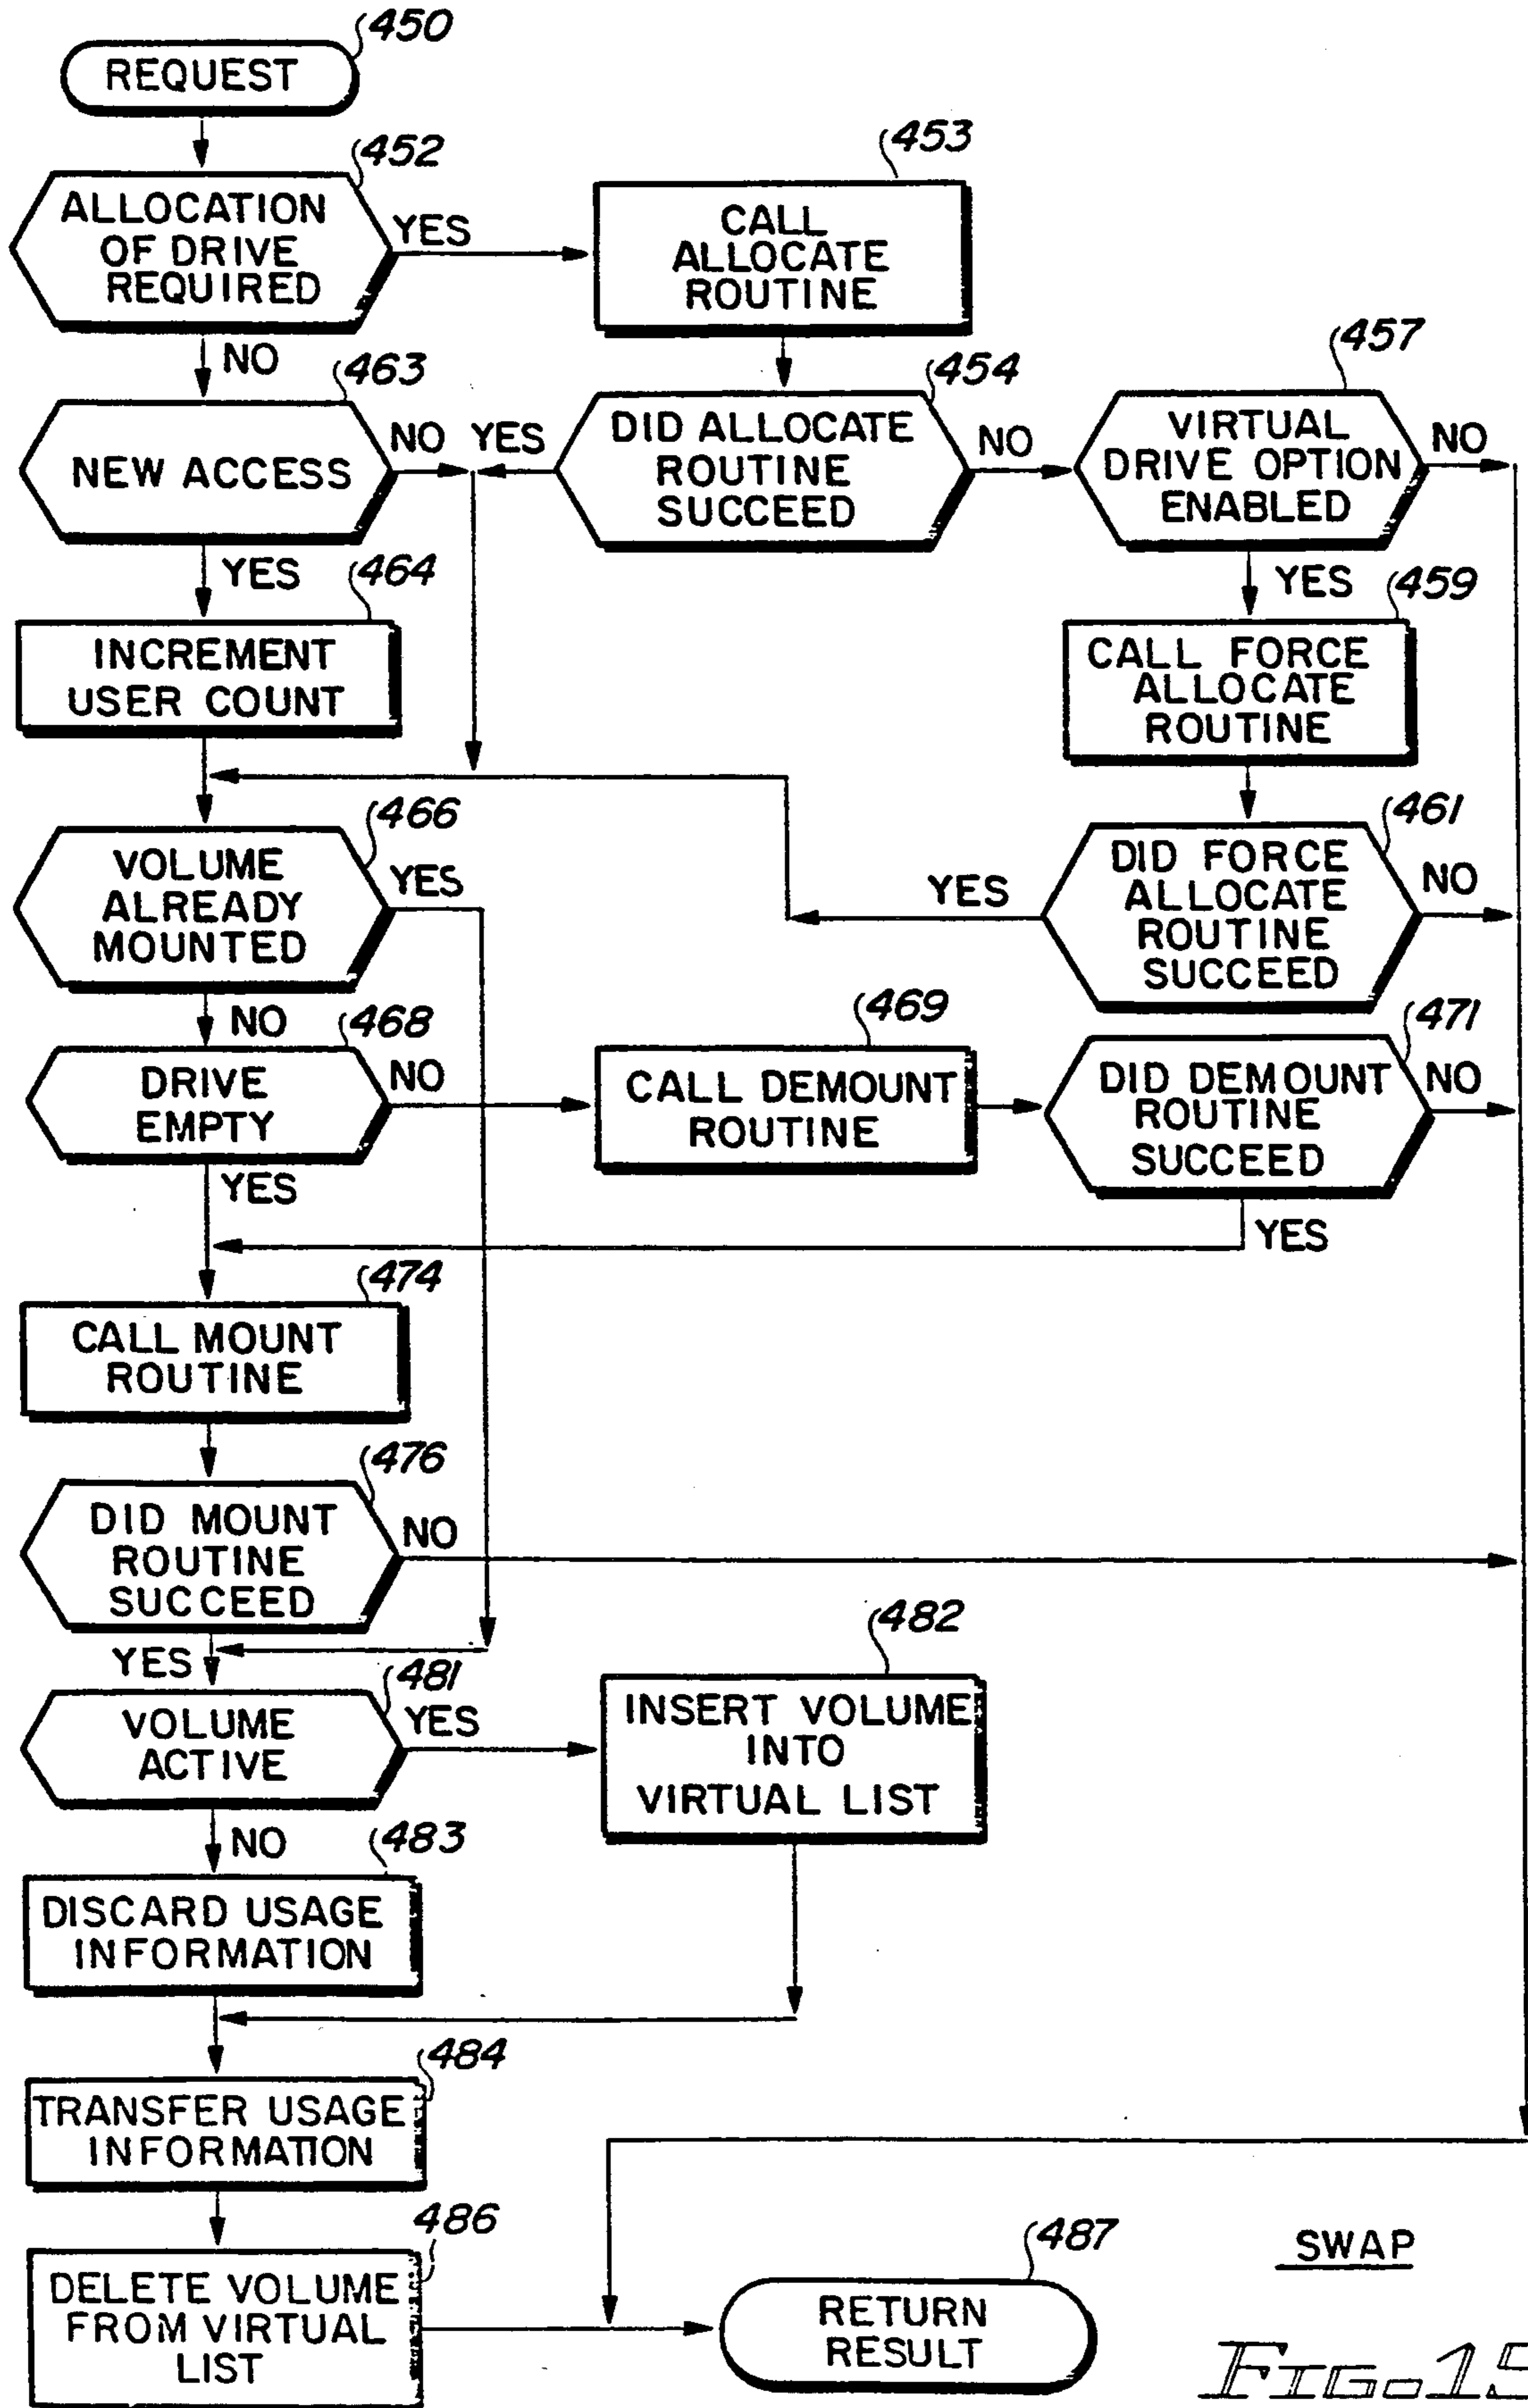 450
REQUEST
452
ALLOCATION
OF DRIVE
REQUIRED
YES
NO
453
CALL
ALLOCATE
ROUTINE
463
NEW ACCESS
NO
YES
454
DID ALLOCATE
ROUTINE
SUCCEED
YES
NO
457
VIRTUAL
DRIVE OPTION
ENABLED
NO
YES
464
INCREMENT
USER COUNT
459
CALL FORCE
ALLOCATE
ROUTINE
466
VOLUME
ALREADY
MOUNTED
YES
NO
461
DID FORCE
ALLOCATE
ROUTINE
SUCCEED
YES
NO
468
DRIVE
EMPTY
NO
YES
469
CALL DEMOUNT
ROUTINE
471
DID DEMOUNT
ROUTINE
SUCCEED
NO
YES
474
CALL MOUNT
ROUTINE
476
DID MOUNT
ROUTINE
SUCCEED
NO
YES
481
VOLUME
ACTIVE
YES
NO
482
INSERT VOLUME
INTO
VIRTUAL LIST
483
DISCARD USAGE
INFORMATION
484
TRANSFER USAGE
INFORMATION
486
DELETE VOLUME
FROM VIRTUAL
LIST
487
RETURN
RESULT
SWAP
FIG. 15